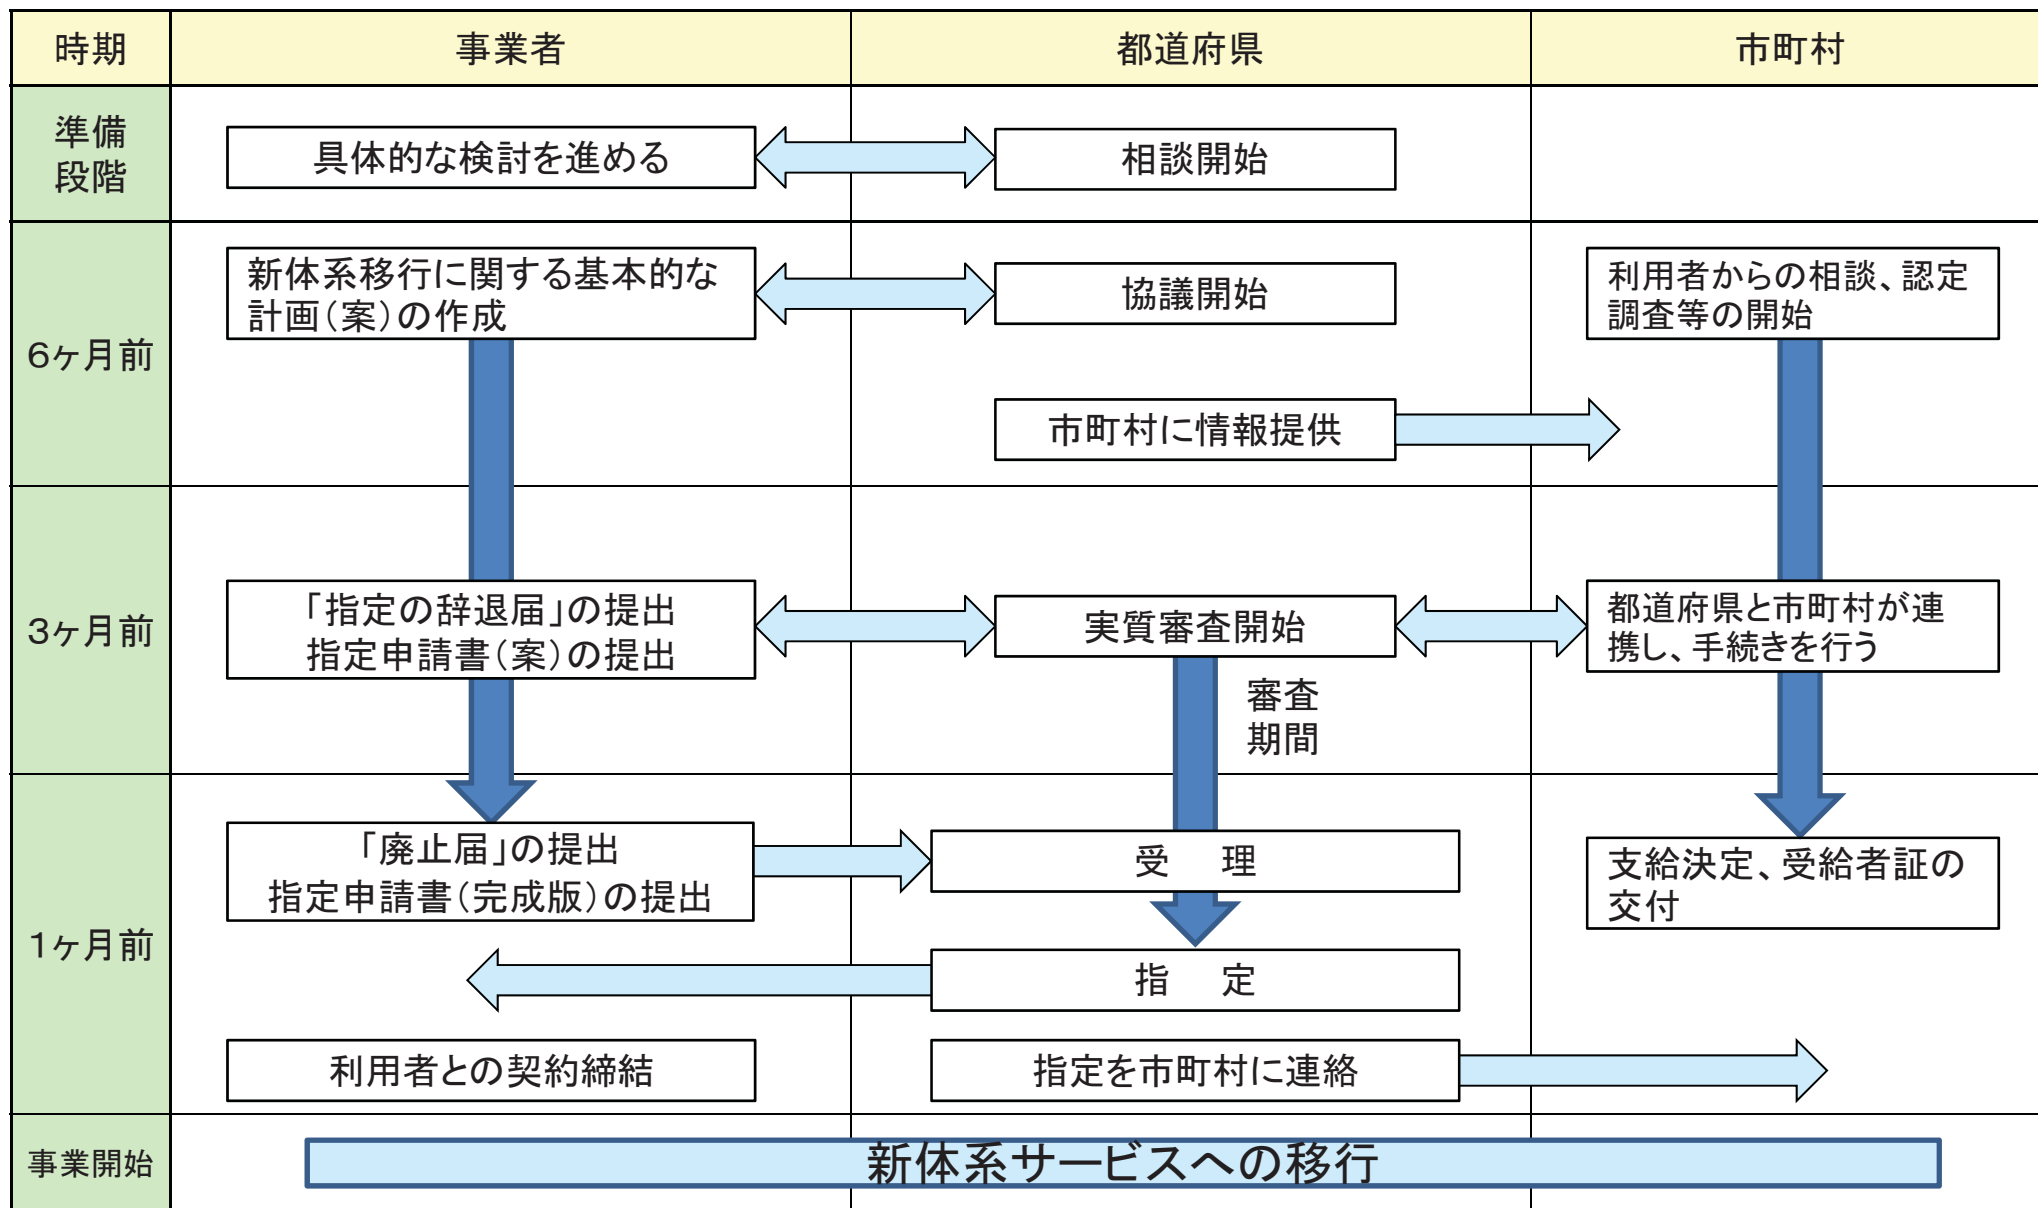 時期
事業者
都道府県
市町村
準備
段階
具体的な検討を進める
相談開始
6ヶ月前
新体系移行に関する基本的な
計画(案)の作成
協議開始
利用者からの相談、認定
調査等の開始
市町村に情報提供
3ヶ月前
「指定の辞退届」の提出
指定申請書(案)の提出
実質審査開始
都道府県と市町村が連
携し、手続きを行う
審査
期間
1ヶ月前
「廃止届」の提出
指定申請書(完成版)の提出
受　理
支給決定、受給者証の
交付
指　定
利用者との契約締結
指定を市町村に連絡
事業開始
新体系サービスへの移行